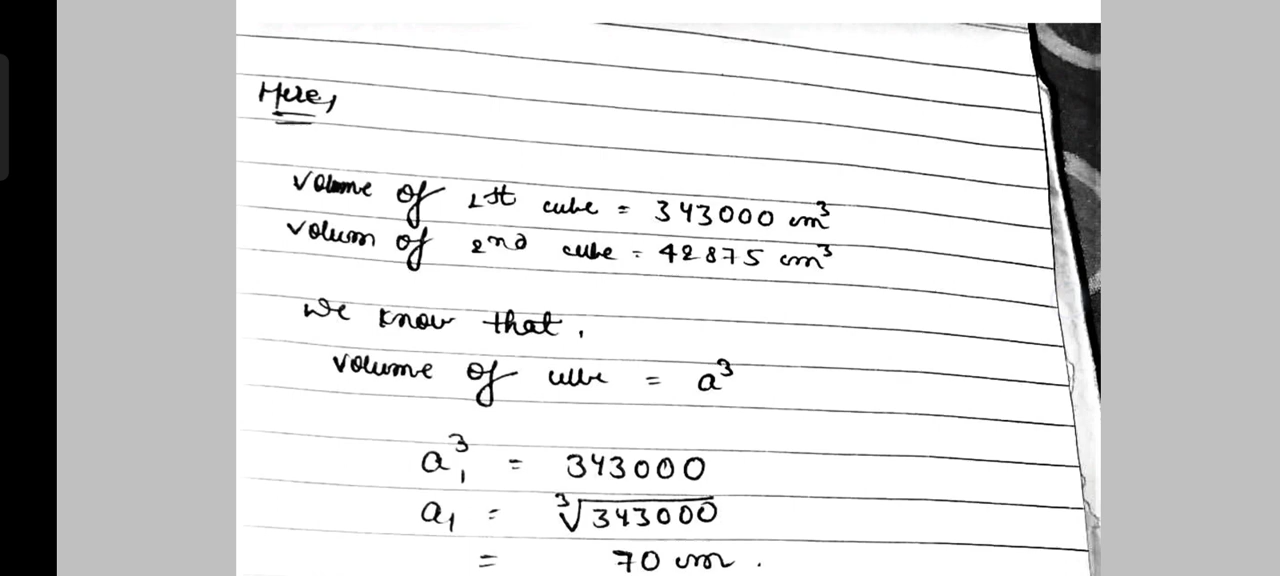 Here,
volume of 1st cube = 343000 cm³
volum of 2nd cube = 42875 cm³
We know that,
volume of cube = a³
a₁³ = 343000
a₁ = ∛343000
= 70 cm.